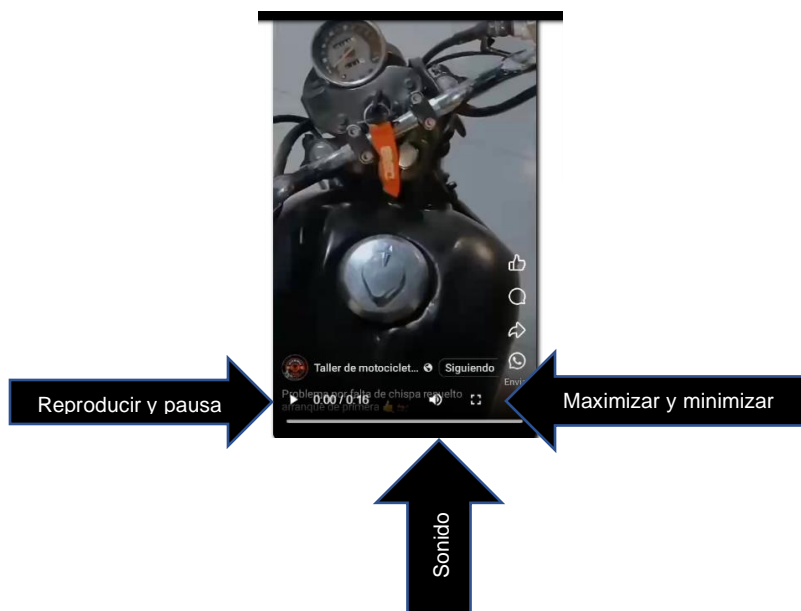 Taller de motociclet... Siguiendo
Enviar
Problema por falta de chispa resuelto
arranque de primera
0:00 / 0:16
Reproducir y pausa
Maximizar y minimizar
Sonido